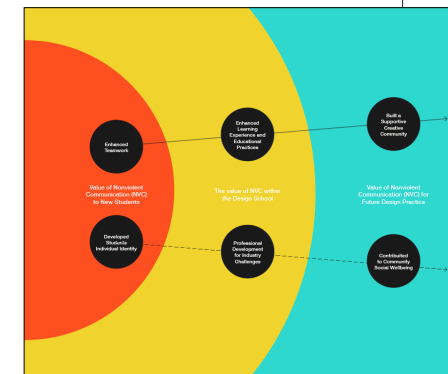 Enhanced
Teamwork
Enhanced
Learning
Experience and
Educational
Practices
Built a
Supportive
Creative
Community
Value of Nonviolent
Communication (NVC)
to New Students
The value of NVC within
the Design School
Value of Nonviolent
Communication (NVC) for
Future Design Practice
Developed
Students
Individual Identity
Professional
Development
for Industry
Challenges
Contributed
to Community
Social Wellbeing